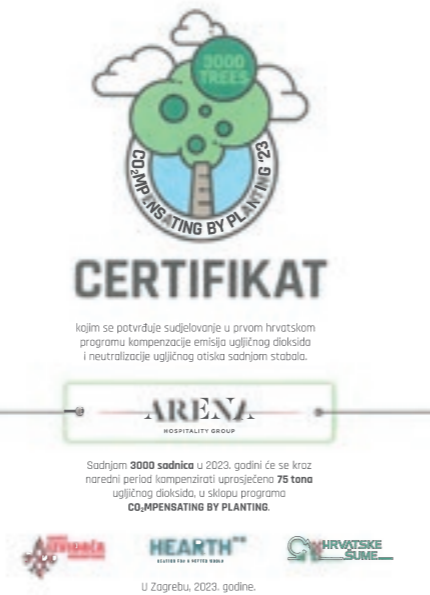 3000
TREES
CO₂MPENSATING BY PLANTING '23
CERTIFIKAT
kojim se potvrđuje sudjelovanje u prvom hrvatskom
programu kompenzacije emisija ugljičnog dioksida
i neutralizacije ugljičnog otiska sadnjom stabala.
ARENA
HOSPITALITY GROUP
Sadnjom 3000 sadnica u 2023. godini će se kroz
naredni period kompenzirati uprosječeno 75 tona
ugljičnog dioksida, u sklopu programa
CO₂MPENSATING BY PLANTING.
HEARTH
HRVATSKE
ŠUME
U Zagrebu, 2023. godine.